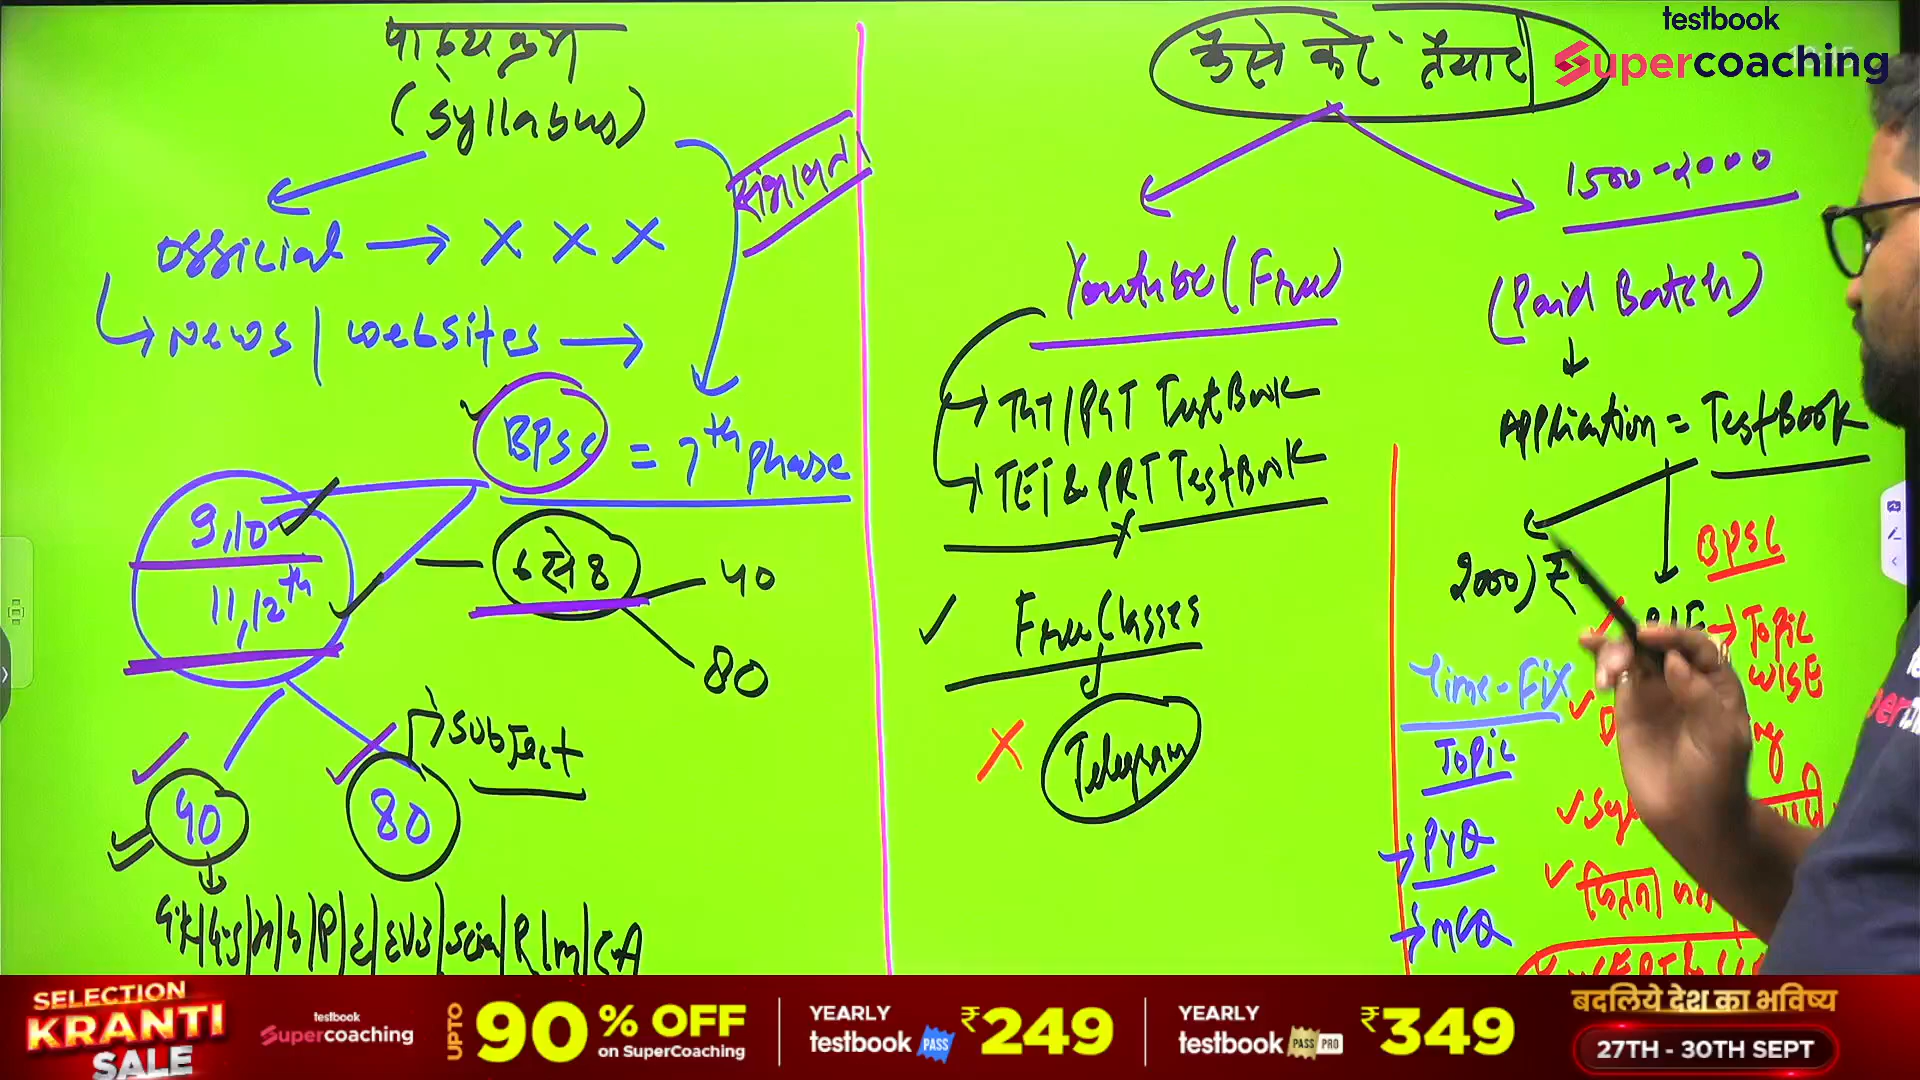 testbook
Supercoaching
पाठ्यक्रम
(Syllabus)
संभावना
official → X X X
→ News | websites →
BPSC = 7th phase
9,10
11,12th
6 से 8
40
80
→ Subject
40
80
कैसे करें तैयारी
1500-2000
Youtube (Free)
(Paid Batch)
→ TGT/PGT TestBook
→ TET & PRT TestBook
X
Free Classes
X Telegram
Application = TestBook
2000) ₹
BPSC
→ Topic
WISE
Time-Fix
Topic
→ PYQ
→ MCQ
कितना
SELECTION
KRANTI
SALE
testbook
Supercoaching
UPTO 90% OFF
on SuperCoaching
YEARLY
testbook PASS ₹249
YEARLY
testbook PASS PRO ₹349
बदलिये देश का भविष्य
27TH - 30TH SEPT